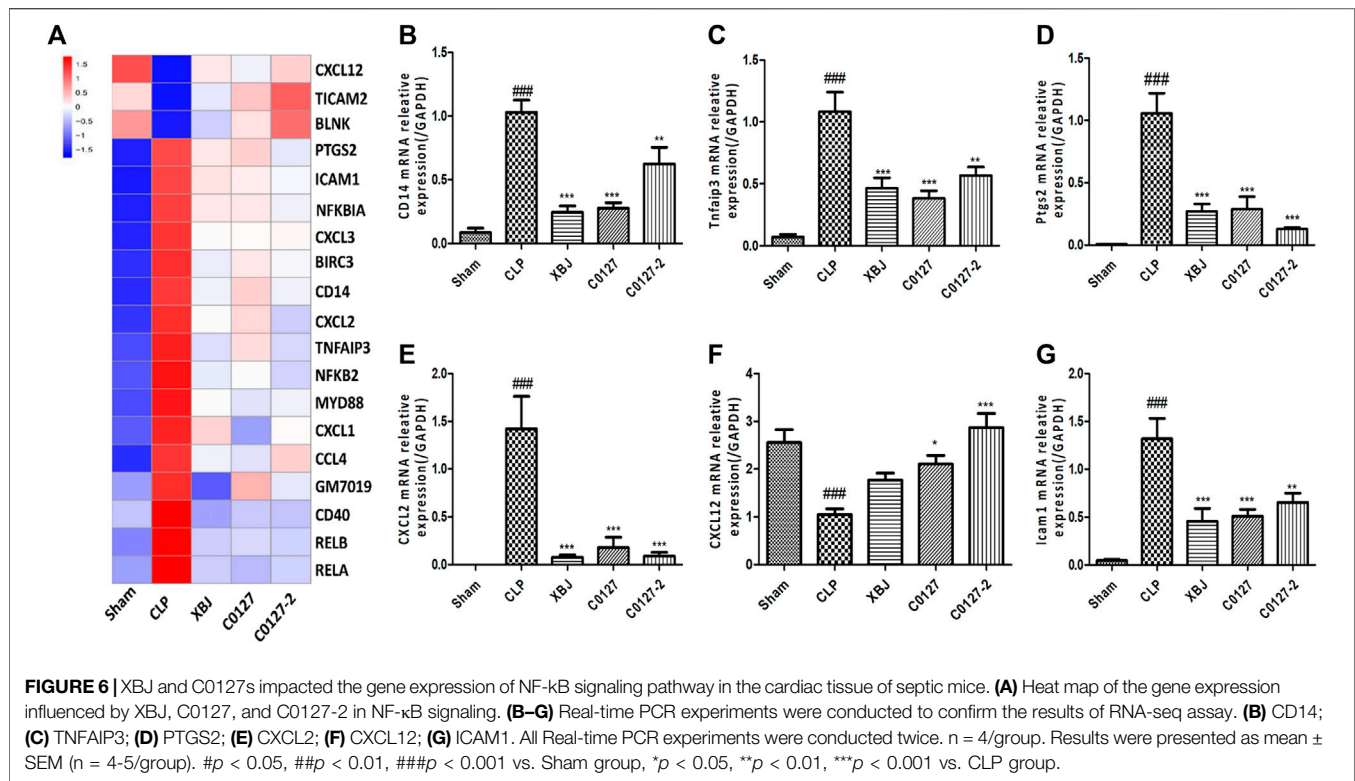 A
1.5
1
0.5
0
-0.5
-1
-1.5
CXCL12
TICAM2
BLNK
PTGS2
ICAM1
NFKBIA
CXCL3
BIRC3
CD14
CXCL2
TNFAIP3
NFKB2
MYD88
CXCL1
CCL4
GM7019
CD40
RELB
RELA
Sham
CLP
XBJ
C0127
C0127-2
B
CD14 mRNA releative
expression(/GAPDH)
1.5
1.0
0.5
0.0
###
***
***
**
Sham
CLP
XBJ
C0127
C0127-2
C
Tnfaip3 mRNA releative
expression(/GAPDH)
1.5
1.0
0.5
0.0
###
***
***
**
Sham
CLP
XBJ
C0127
C0127-2
D
Ptgs2 mRNA releative
expression(/GAPDH)
1.5
1.0
0.5
0.0
###
***
***
***
Sham
CLP
XBJ
C0127
C0127-2
E
CXCL2 mRNA releative
expression(/GAPDH)
2.0
1.5
1.0
0.5
0.0
###
***
***
***
Sham
CLP
XBJ
C0127
C0127-2
F
CXCL12 mRNA releative
expression(/GAPDH)
4
3
2
1
0
###
*
***
Sham
CLP
XBJ
C0127
C0127-2
G
Icam1 mRNA releative
expression(/GAPDH)
2.0
1.5
1.0
0.5
0.0
###
***
***
**
Sham
CLP
XBJ
C0127
C0127-2
FIGURE 6 | XBJ and C0127s impacted the gene expression of NF-kB signaling pathway in the cardiac tissue of septic mice. (A) Heat map of the gene expression
influenced by XBJ, C0127, and C0127-2 in NF-κB signaling. (B–G) Real-time PCR experiments were conducted to confirm the results of RNA-seq assay. (B) CD14;
(C) TNFAIP3; (D) PTGS2; (E) CXCL2; (F) CXCL12; (G) ICAM1. All Real-time PCR experiments were conducted twice. n = 4/group. Results were presented as mean ±
SEM (n = 4-5/group). #p < 0.05, ##p < 0.01, ###p < 0.001 vs. Sham group, *p < 0.05, **p < 0.01, ***p < 0.001 vs. CLP group.